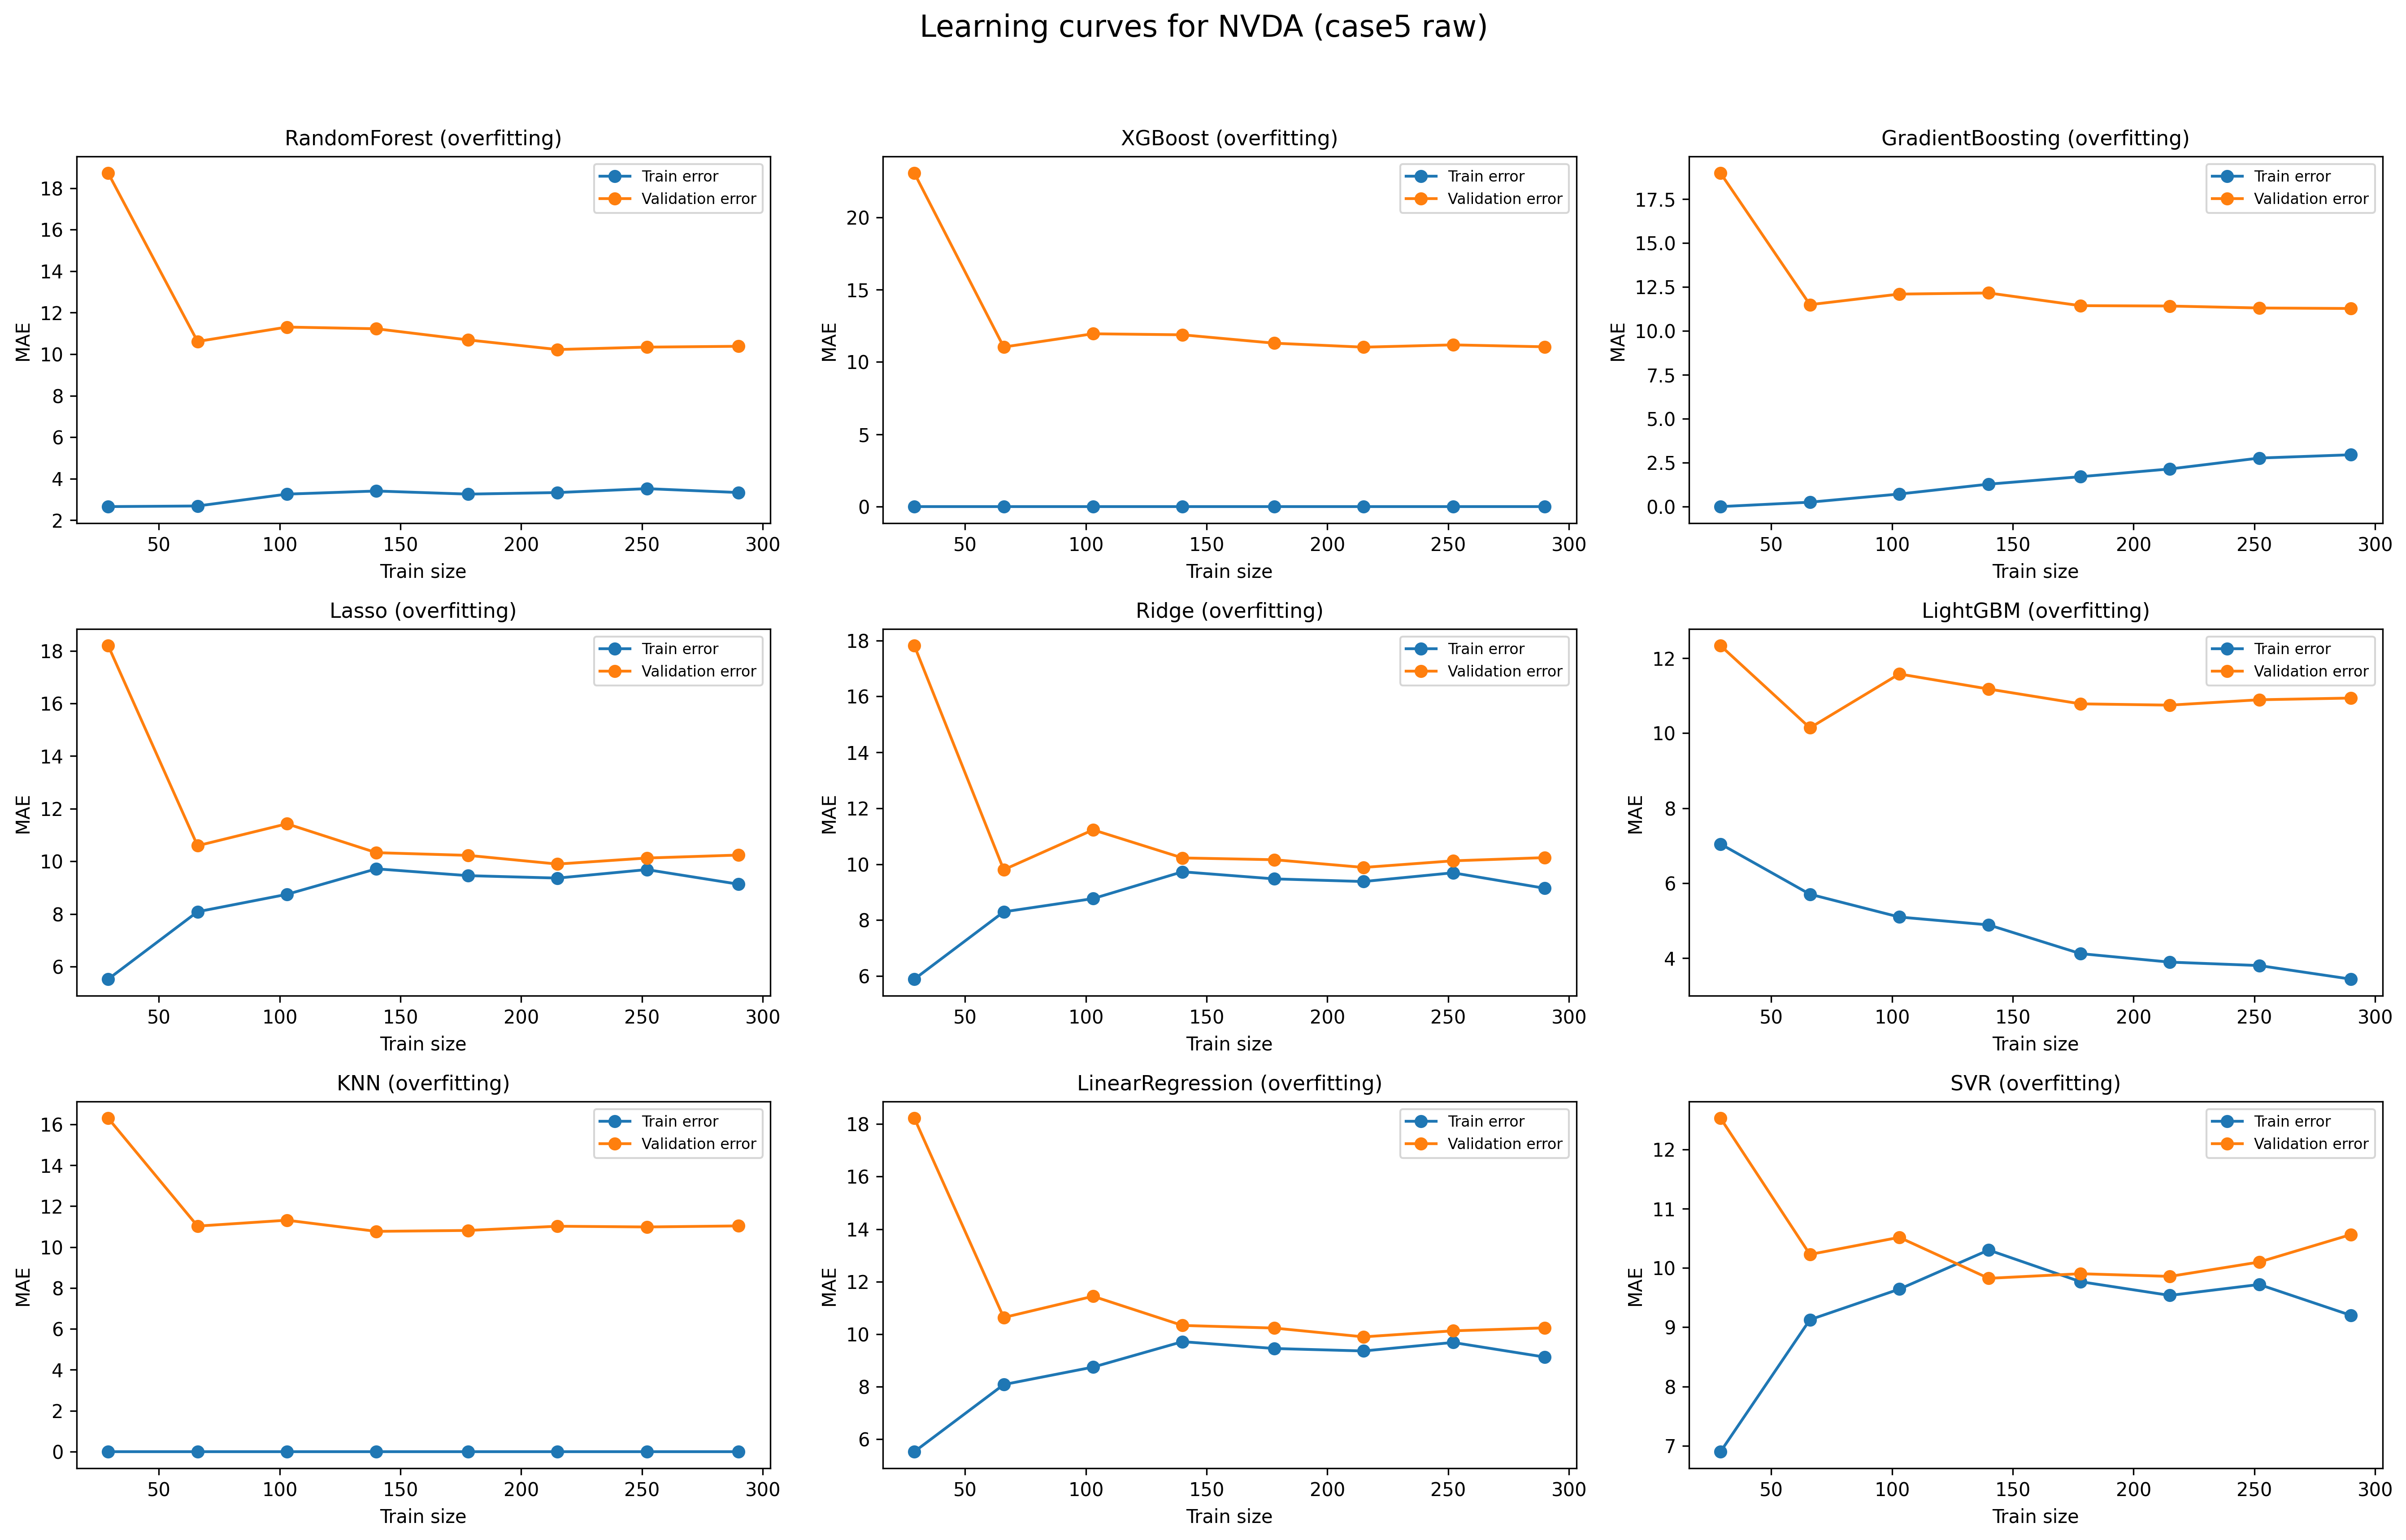 Learning curves for NVDA (case5 raw)
RandomForest (overfitting)
MAE
18
16
14
12
10
8
6
4
2
Train error
Validation error
50 100 150 200 250 300
Train size
XGBoost (overfitting)
MAE
20
15
10
5
0
Train error
Validation error
50 100 150 200 250 300
Train size
GradientBoosting (overfitting)
MAE
17.5
15.0
12.5
10.0
7.5
5.0
2.5
0.0
Train error
Validation error
50 100 150 200 250 300
Train size
Lasso (overfitting)
MAE
18
16
14
12
10
8
6
Train error
Validation error
50 100 150 200 250 300
Train size
Ridge (overfitting)
MAE
18
16
14
12
10
8
6
Train error
Validation error
50 100 150 200 250 300
Train size
LightGBM (overfitting)
MAE
12
10
8
6
4
Train error
Validation error
50 100 150 200 250 300
Train size
KNN (overfitting)
MAE
16
14
12
10
8
6
4
2
0
Train error
Validation error
50 100 150 200 250 300
Train size
LinearRegression (overfitting)
MAE
18
16
14
12
10
8
6
Train error
Validation error
50 100 150 200 250 300
Train size
SVR (overfitting)
MAE
12
11
10
9
8
7
Train error
Validation error
50 100 150 200 250 300
Train size